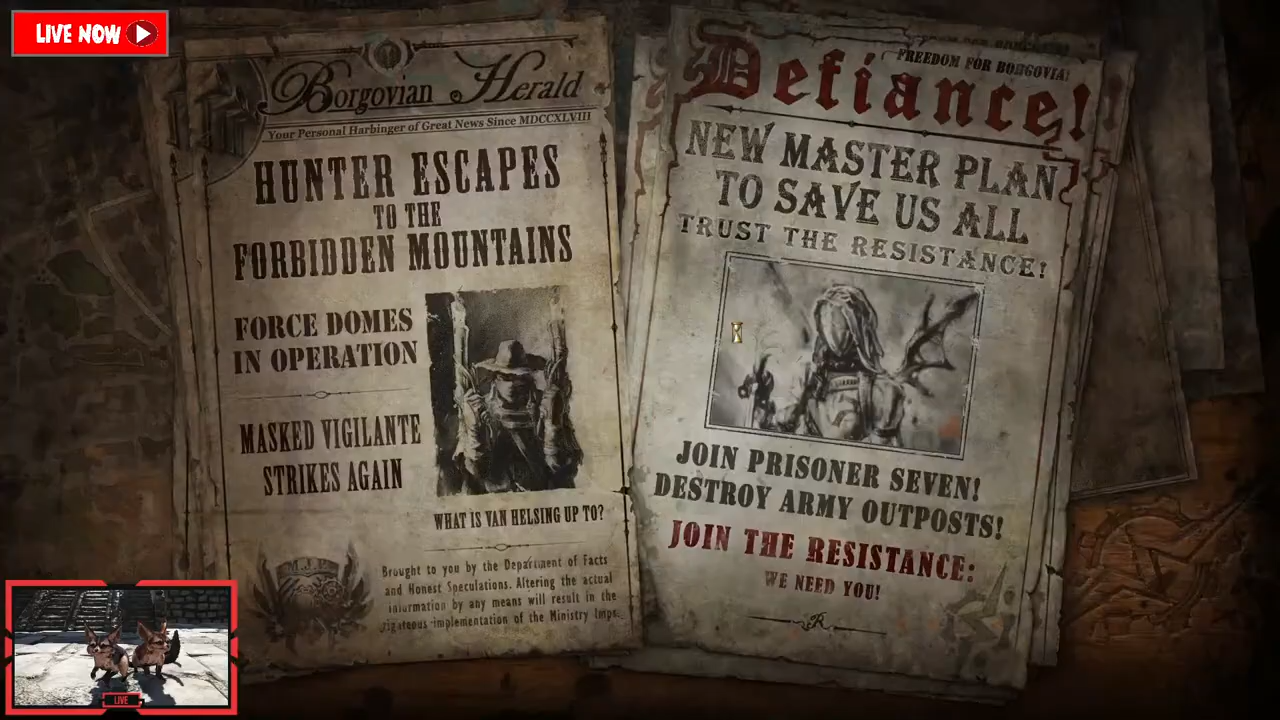 LIVE NOW
Borgovian Herald
Your Personal Harbinger of Great News Since MDCCXLVIII
HUNTER ESCAPES
TO THE
FORBIDDEN MOUNTAINS
FORCE DOMES
IN OPERATION
MASKED VIGILANTE
STRIKES AGAIN
WHAT IS VAN HELSING UP TO?
Brought to you by the Department of Facts
and Honest Speculations. Altering the actual
information by any means will result in the
rigorous implementation of the Ministry Imps.
FREEDOM FOR BORGOVIA!
Defiance!
NEW MASTER PLAN
TO SAVE US ALL
TRUST THE RESISTANCE!
JOIN PRISONER SEVEN!
DESTROY ARMY OUTPOSTS!
JOIN THE RESISTANCE:
WE NEED YOU!
R
LIVE